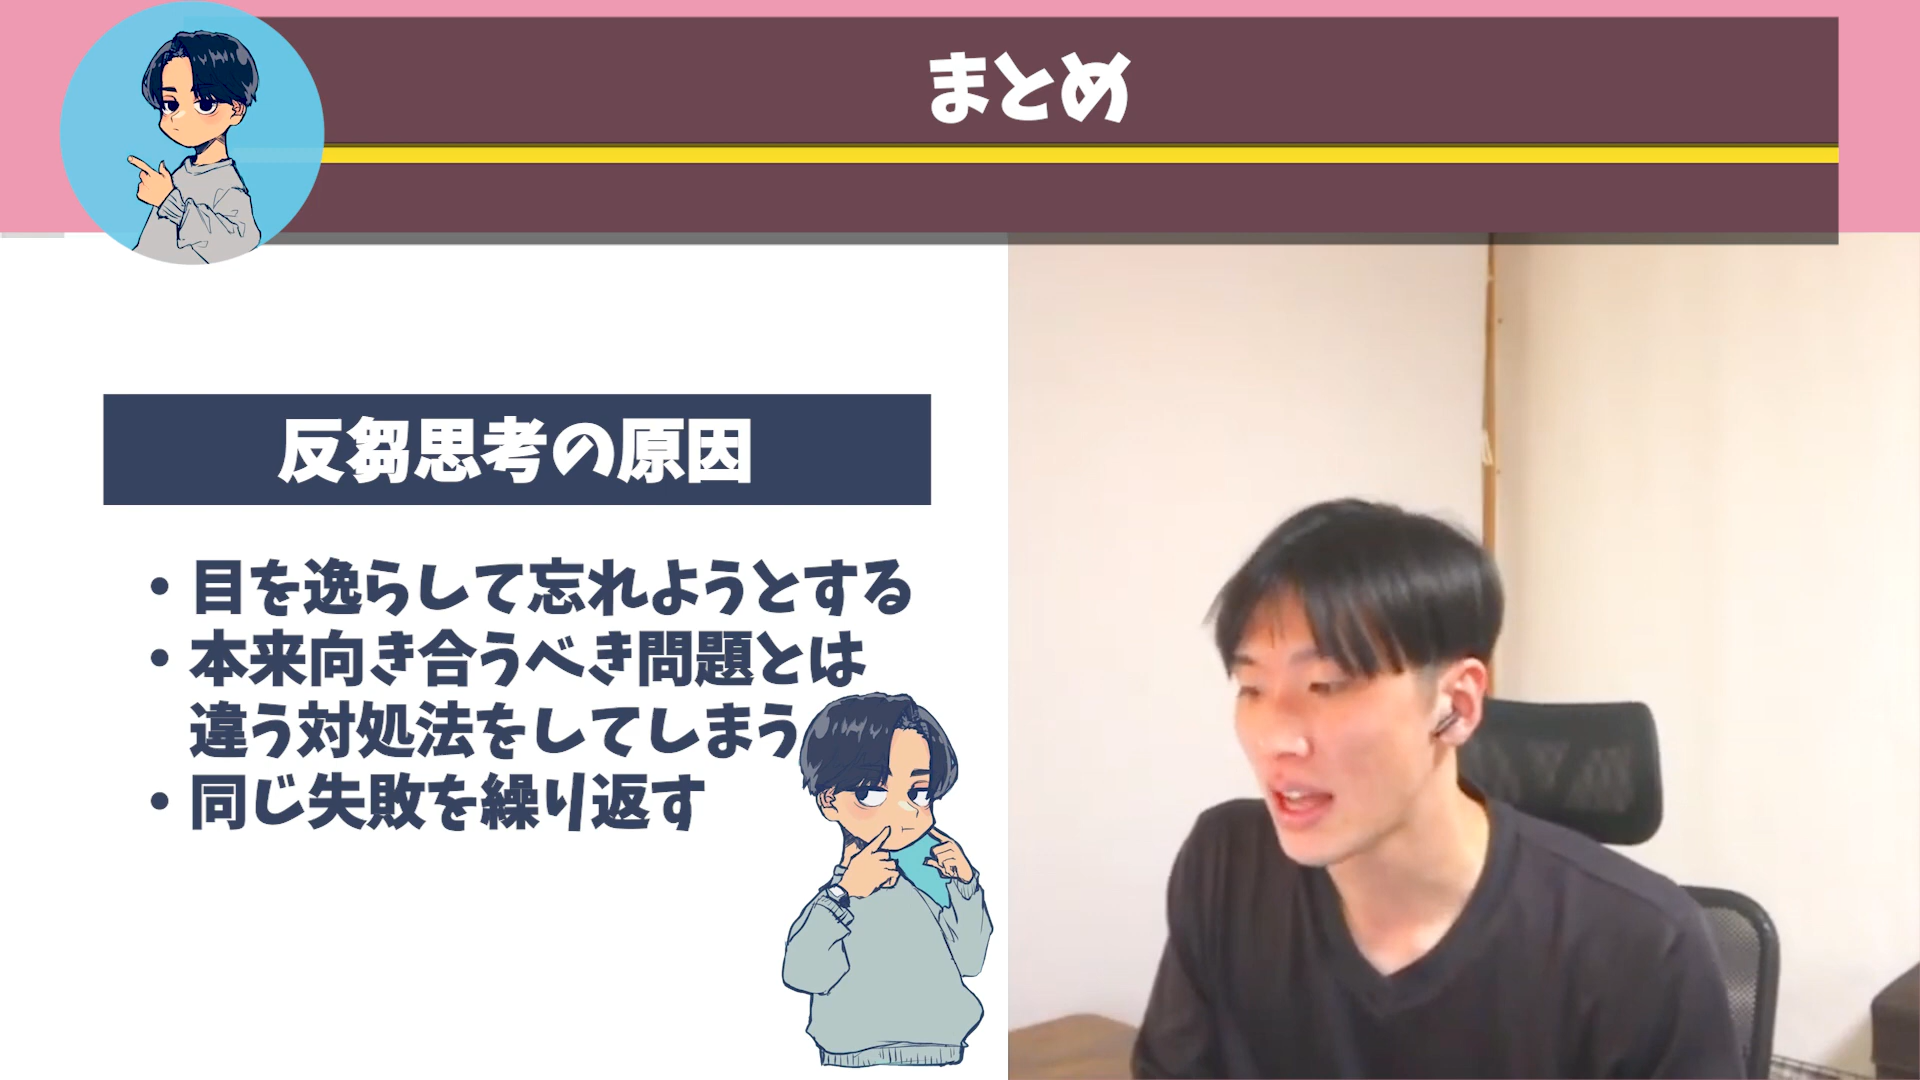 まとめ
反芻思考の原因
・目を逸らして忘れようとする
・本来向き合うべき問題とは
違う対処法をしてしまう
・同じ失敗を繰り返す